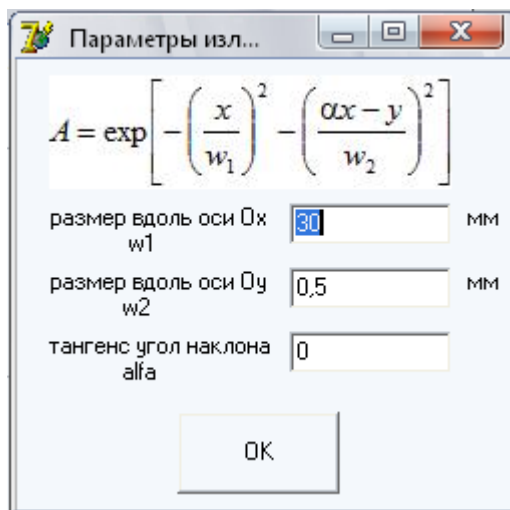 Параметры изл...
A = exp[-(x/w₁)² - (αx - y/w₂)²]
размер вдоль оси Ox
w1
30
мм
размер вдоль оси Oy
w2
0,5
мм
тангенс угол наклона
alfa
0
OK